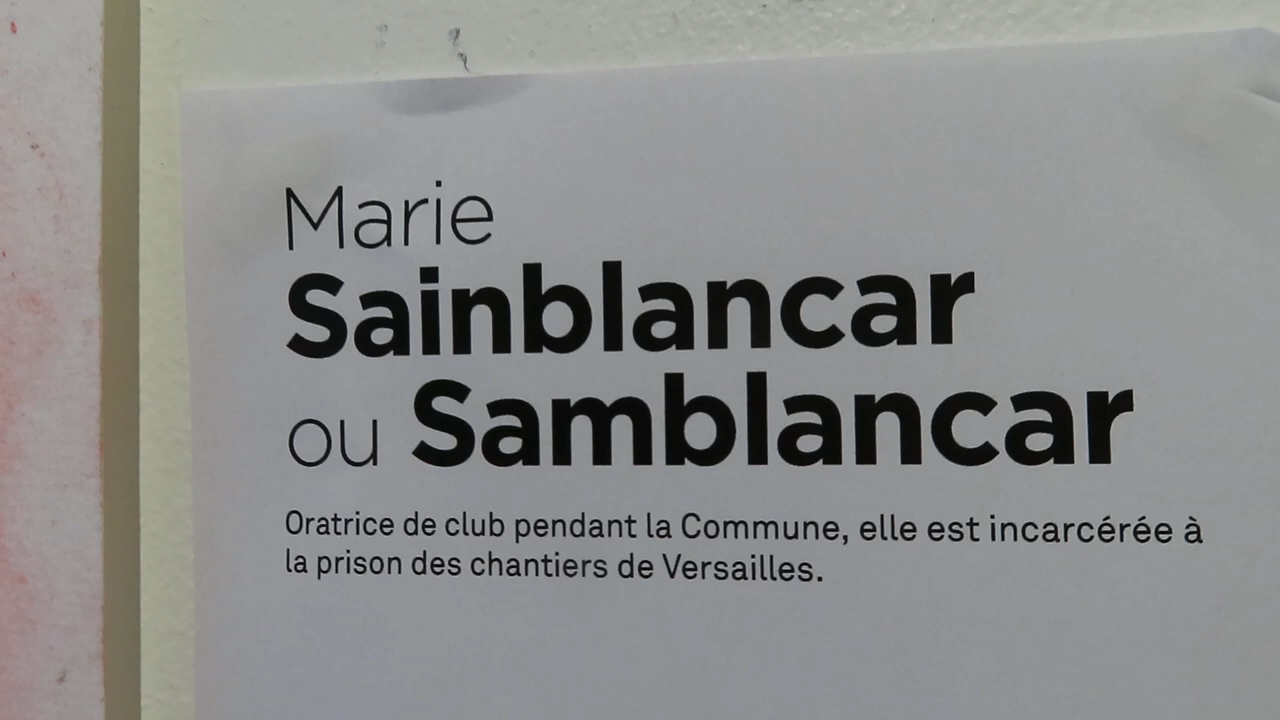 Marie
Sainblancar
ou Samblancar
Oratrice de club pendant la Commune, elle est incarcérée à
la prison des chantiers de Versailles.